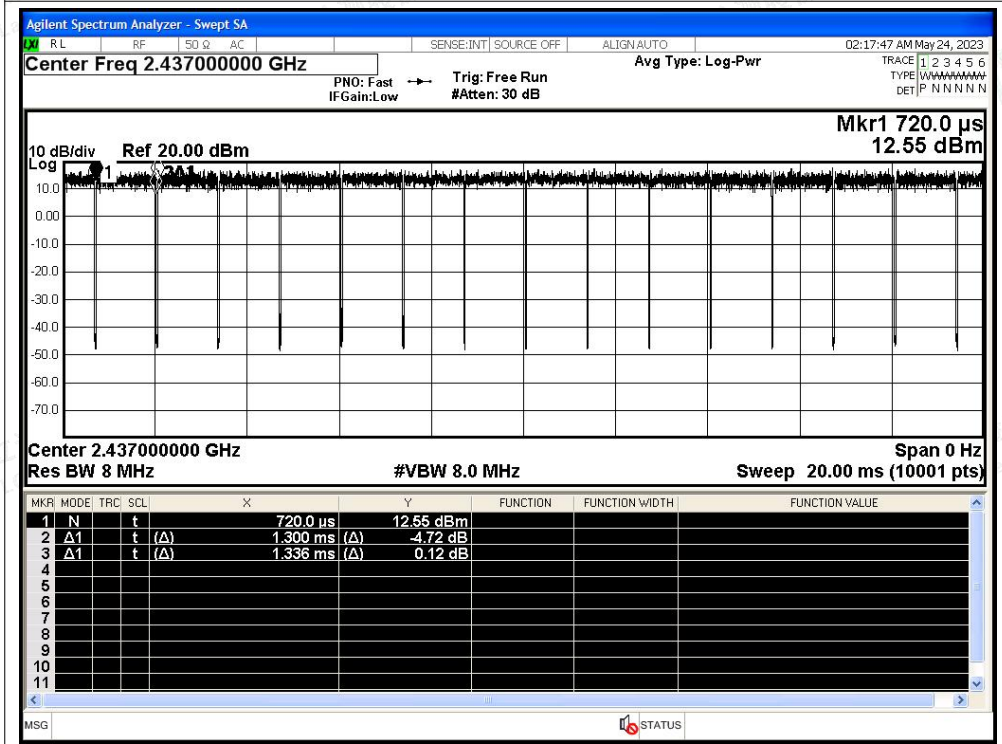 Agilent Spectrum Analyzer - Swept SA
LXI RL RF 50 Ω AC SENSE:INT SOURCE OFF ALIGN AUTO 02:17:47 AM May 24, 2023
Center Freq 2.437000000 GHz Avg Type: Log-Pwr TRACE 1 2 3 4 5 6
PNO: Fast Trig: Free Run TYPE WWWWWW
IFGain:Low #Atten: 30 dB DET P N N N N N
Mkr1 720.0 µs
10 dB/div Ref 20.00 dBm 12.55 dBm
Log
1 2Δ1
10.0
0.00
-10.0
-20.0
-30.0
-40.0
-50.0
-60.0
-70.0
Center 2.437000000 GHz Span 0 Hz
Res BW 8 MHz #VBW 8.0 MHz Sweep 20.00 ms (10001 pts)
MKR MODE TRC SCL X Y FUNCTION FUNCTION WIDTH FUNCTION VALUE
1 N t 720.0 µs 12.55 dBm
2 Δ1 t (Δ) 1.300 ms (Δ) -4.72 dB
3 Δ1 t (Δ) 1.336 ms (Δ) 0.12 dB
4
5
6
7
8
9
10
11
MSG STATUS